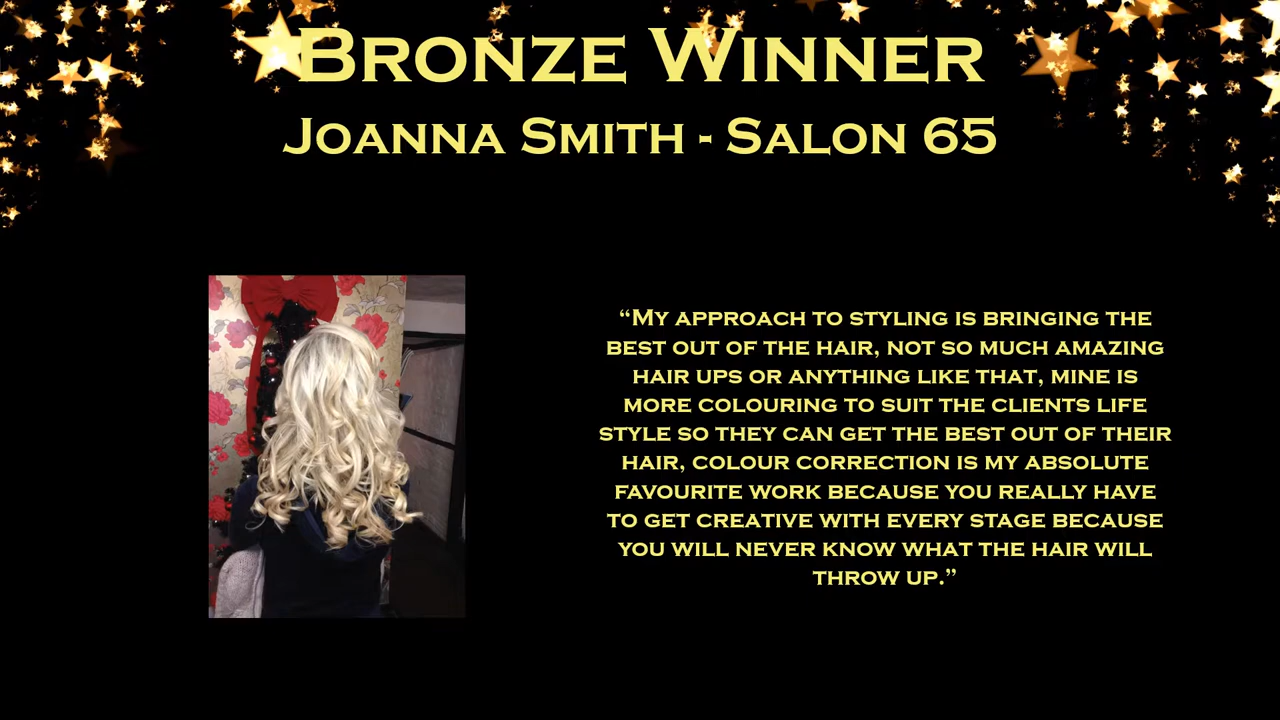 Bronze Winner
Joanna Smith - Salon 65
“My approach to styling is bringing the
best out of the hair, not so much amazing
hair ups or anything like that, mine is
more colouring to suit the clients life
style so they can get the best out of their
hair, colour correction is my absolute
favourite work because you really have
to get creative with every stage because
you will never know what the hair will
throw up.”